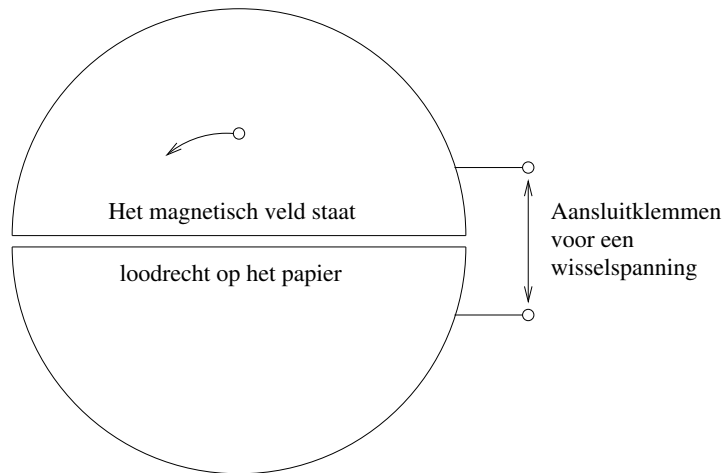 Het magnetisch veld staat
loodrecht op het papier
Aansluitklemmen
voor een
wisselspanning